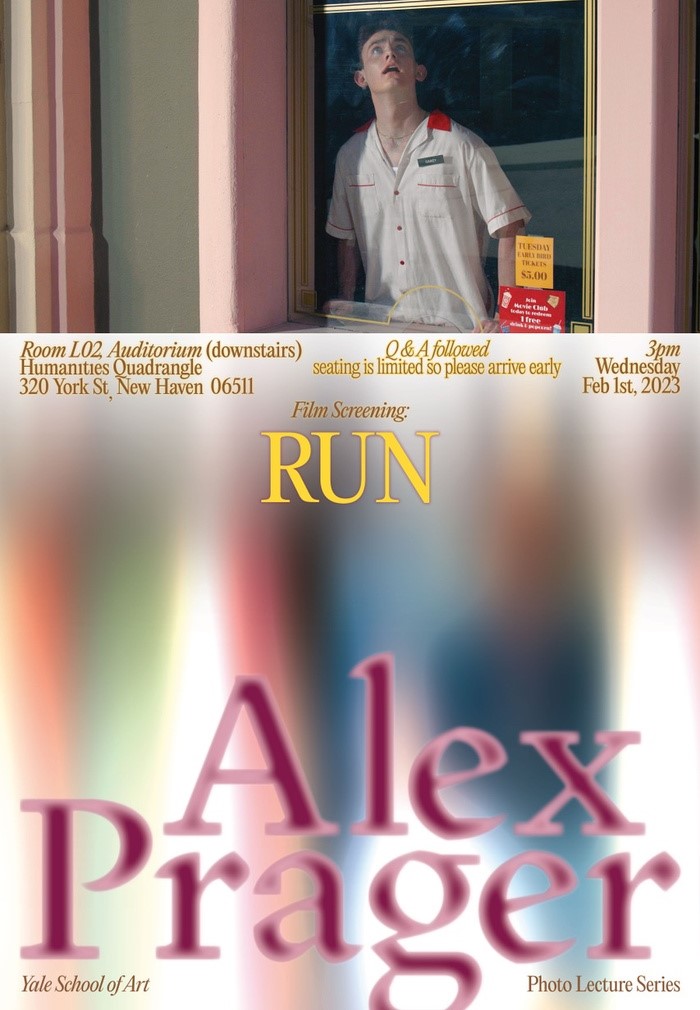 TUESDAY
EARLY BIRD
TICKETS
$5.00
Join
Movie Club
today to redeem
1 free
drink & popcorn!
Room L02, Auditorium (downstairs)
Humanities Quadrangle
320 York St, New Haven 06511
Q & A followed
seating is limited so please arrive early
3pm
Wednesday
Feb 1st, 2023
Film Screening:
RUN
Alex
Prager
Yale School of Art
Photo Lecture Series